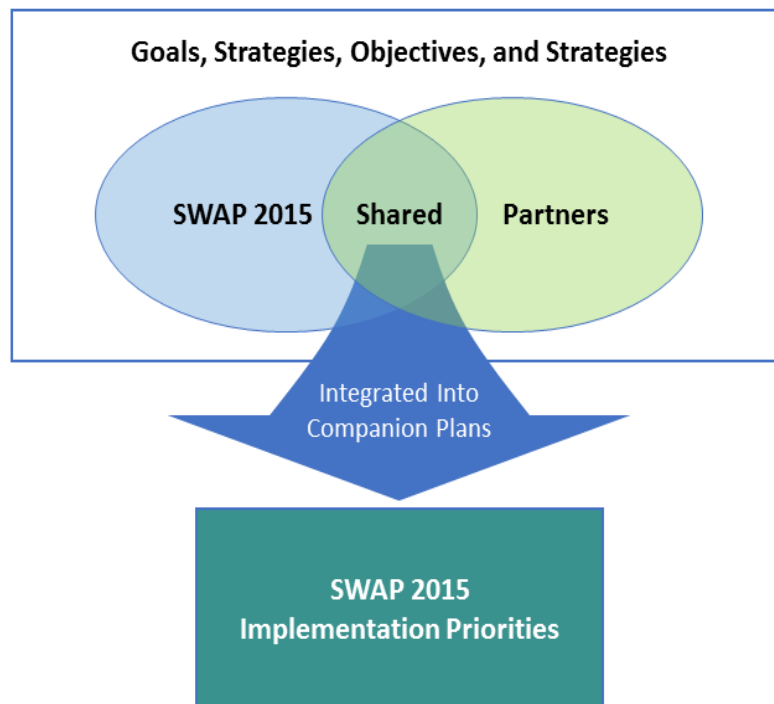 Goals, Strategies, Objectives, and Strategies
SWAP 2015
Shared
Partners
Integrated Into
Companion Plans
SWAP 2015
Implementation Priorities